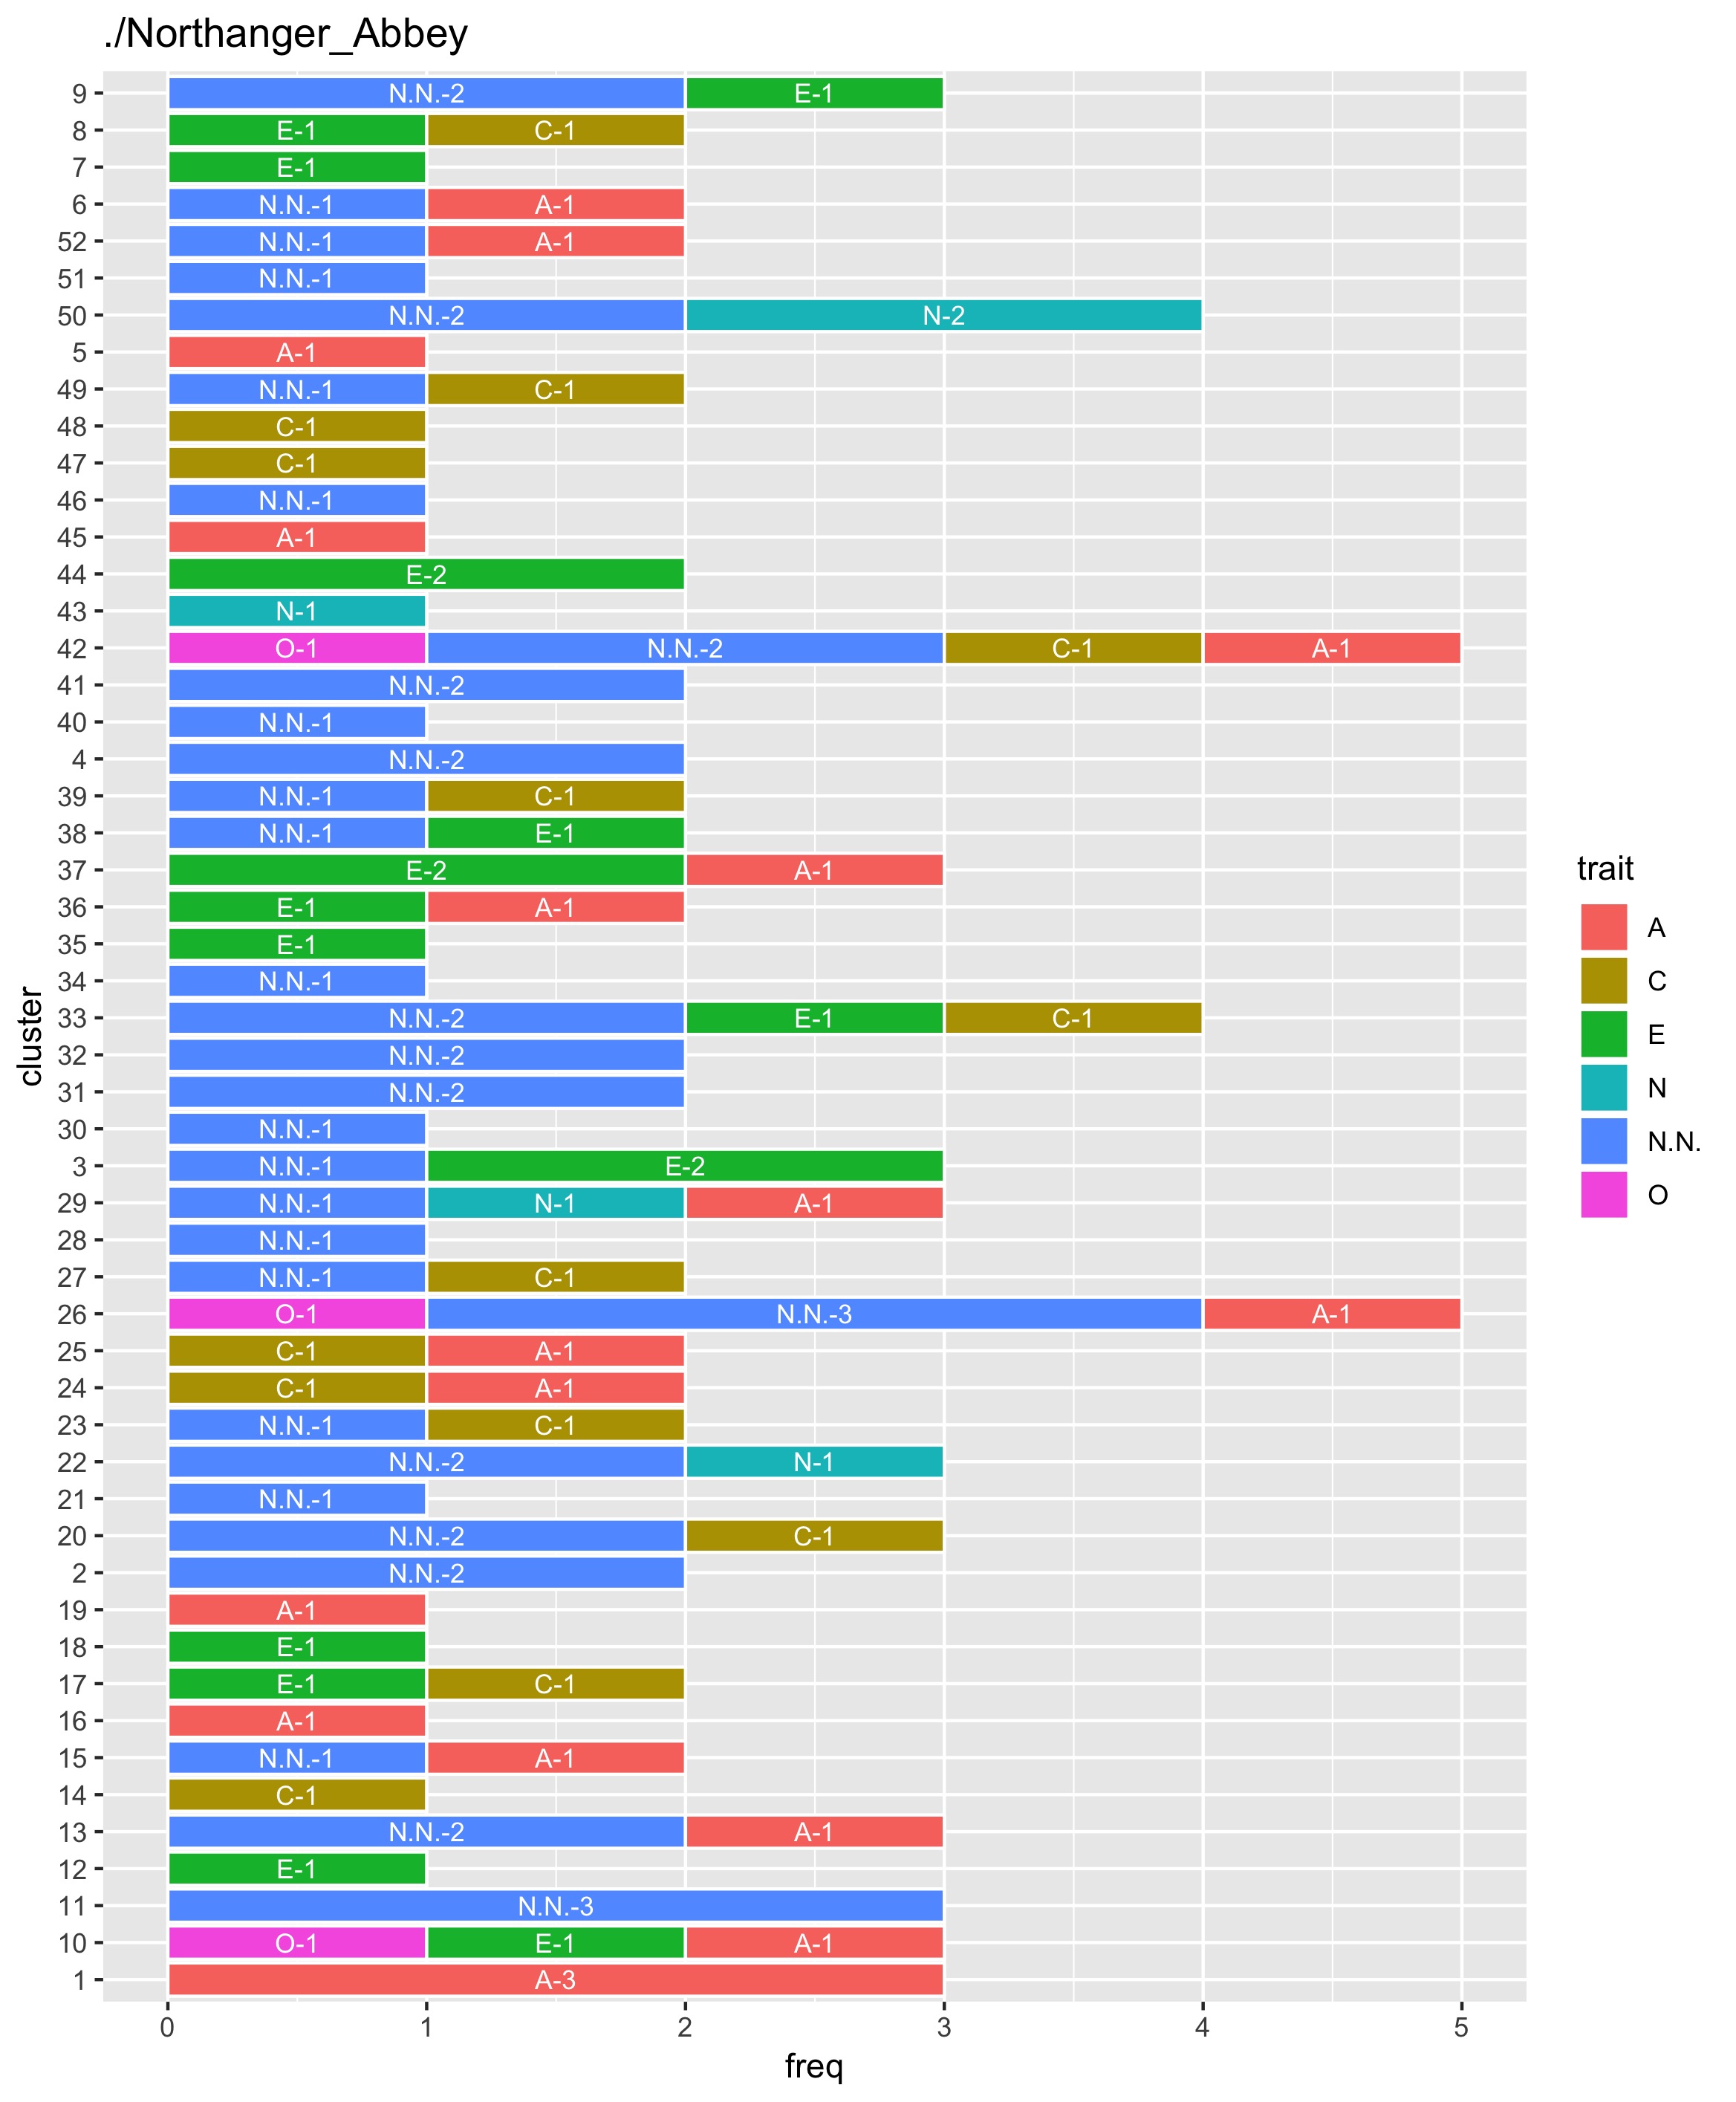 ./Northanger_Abbey
9 N.N.-2 E-1
8 E-1 C-1
7 E-1
6 N.N.-1 A-1
52 N.N.-1 A-1
51 N.N.-1
50 N.N.-2 N-2
5 A-1
49 N.N.-1 C-1
48 C-1
47 C-1
46 N.N.-1
45 A-1
44 E-2
43 N-1
42 O-1 N.N.-2 C-1 A-1
41 N.N.-2
40 N.N.-1
4 N.N.-2
39 N.N.-1 C-1
38 N.N.-1 E-1
37 E-2 A-1
36 E-1 A-1
35 E-1
34 N.N.-1
33 N.N.-2 E-1 C-1
32 N.N.-2
31 N.N.-2
30 N.N.-1
3 N.N.-1 E-2
29 N.N.-1 N-1 A-1
28 N.N.-1
27 N.N.-1 C-1
26 O-1 N.N.-3 A-1
25 C-1 A-1
24 C-1 A-1
23 N.N.-1 C-1
22 N.N.-2 N-1
21 N.N.-1
20 N.N.-2 C-1
2 N.N.-2
19 A-1
18 E-1
17 E-1 C-1
16 A-1
15 N.N.-1 A-1
14 C-1
13 N.N.-2 A-1
12 E-1
11 N.N.-3
10 O-1 E-1 A-1
1 A-3
0 1 2 3 4 5
freq
cluster
trait
A
C
E
N
N.N.
O